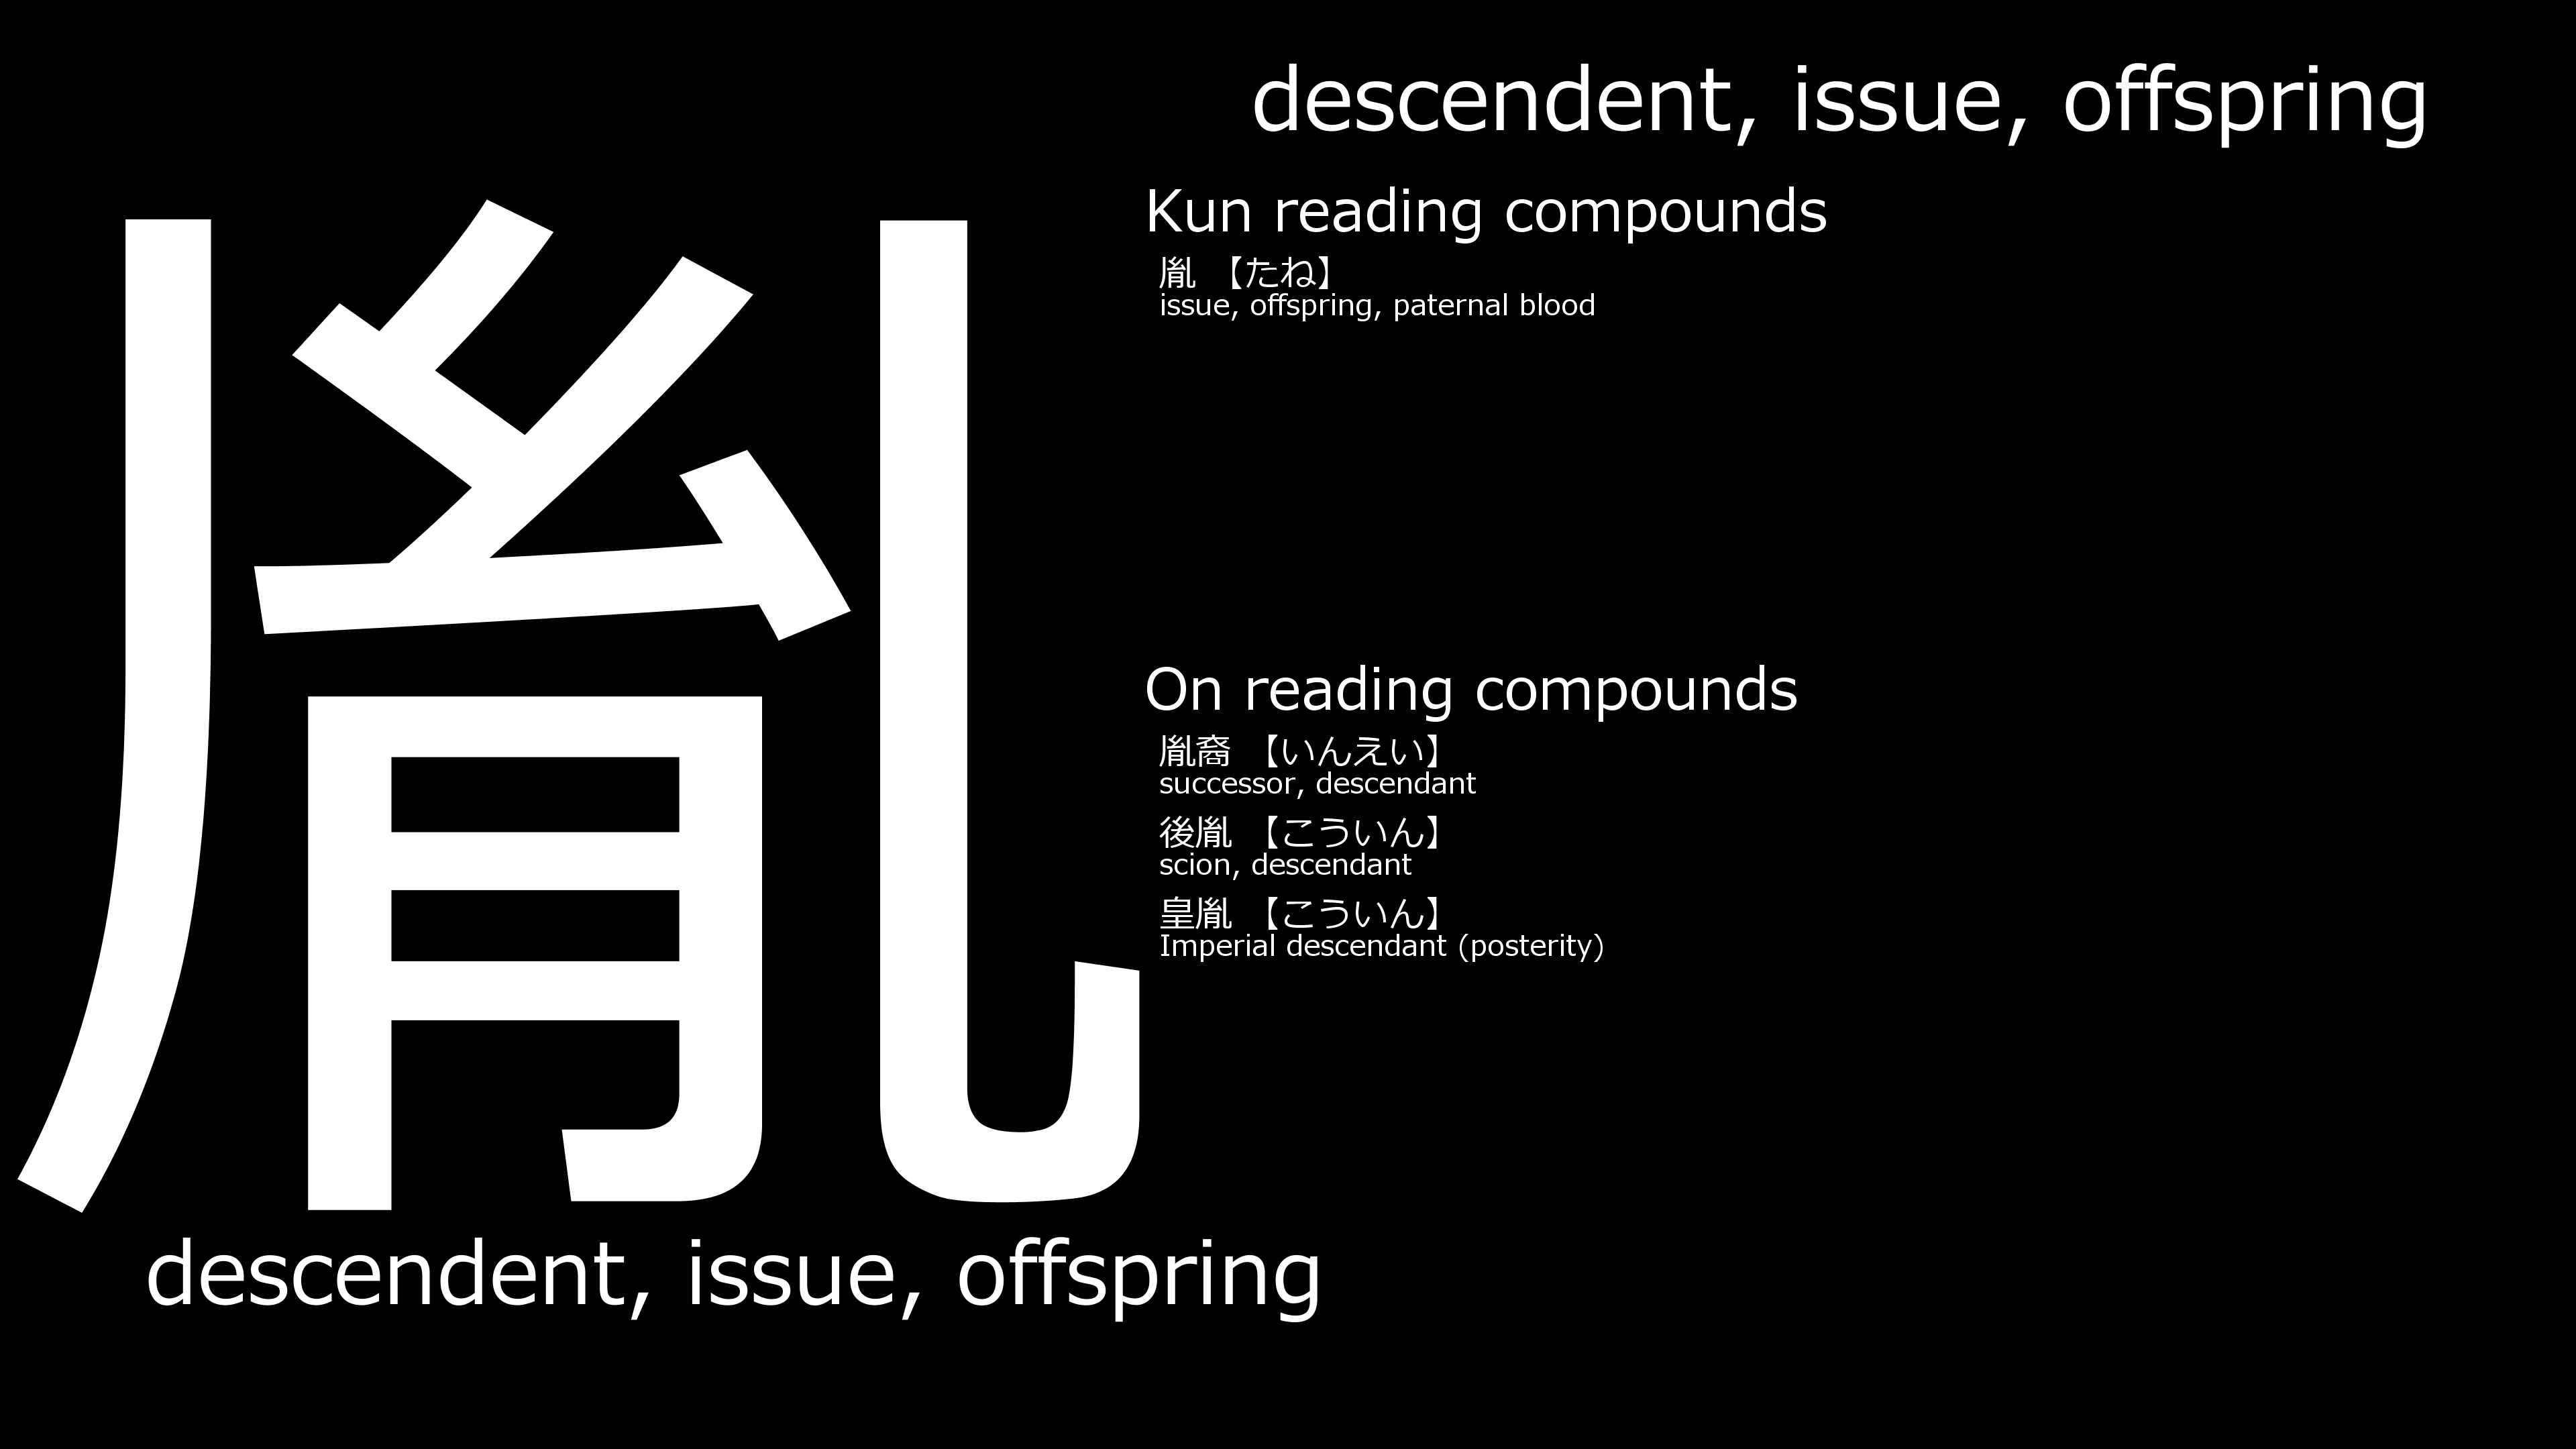 descendent, issue, offspring
胤
Kun reading compounds
胤 【たね】
issue, offspring, paternal blood
On reading compounds
胤裔 【いんえい】
successor, descendant
後胤 【こういん】
scion, descendant
皇胤 【こういん】
Imperial descendant (posterity)
descendent, issue, offspring